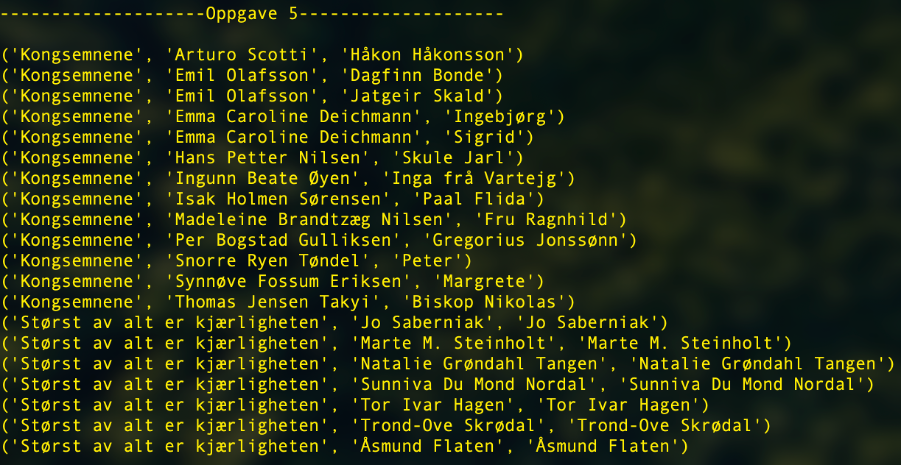 --------------------Oppgave 5--------------------
('Kongsemnene', 'Arturo Scotti', 'Håkon Håkonsson')
('Kongsemnene', 'Emil Olafsson', 'Dagfinn Bonde')
('Kongsemnene', 'Emil Olafsson', 'Jatgeir Skald')
('Kongsemnene', 'Emma Caroline Deichmann', 'Ingebjørg')
('Kongsemnene', 'Emma Caroline Deichmann', 'Sigrid')
('Kongsemnene', 'Hans Petter Nilsen', 'Skule Jarl')
('Kongsemnene', 'Ingunn Beate Øyen', 'Inga frå Vartejg')
('Kongsemnene', 'Isak Holmen Sørensen', 'Paal Flida')
('Kongsemnene', 'Madeleine Brandtzæg Nilsen', 'Fru Ragnhild')
('Kongsemnene', 'Per Bogstad Gulliksen', 'Gregorius Jonssønn')
('Kongsemnene', 'Snorre Ryen Tøndel', 'Peter')
('Kongsemnene', 'Synnøve Fossum Eriksen', 'Margrete')
('Kongsemnene', 'Thomas Jensen Takyi', 'Biskop Nikolas')
('Størst av alt er kjærligheten', 'Jo Saberniak', 'Jo Saberniak')
('Størst av alt er kjærligheten', 'Marte M. Steinholt', 'Marte M. Steinholt')
('Størst av alt er kjærligheten', 'Natalie Grøndahl Tangen', 'Natalie Grøndahl Tangen')
('Størst av alt er kjærligheten', 'Sunniva Du Mond Nordal', 'Sunniva Du Mond Nordal')
('Størst av alt er kjærligheten', 'Tor Ivar Hagen', 'Tor Ivar Hagen')
('Størst av alt er kjærligheten', 'Trond-Ove Skrødal', 'Trond-Ove Skrødal')
('Størst av alt er kjærligheten', 'Åsmund Flaten', 'Åsmund Flaten')